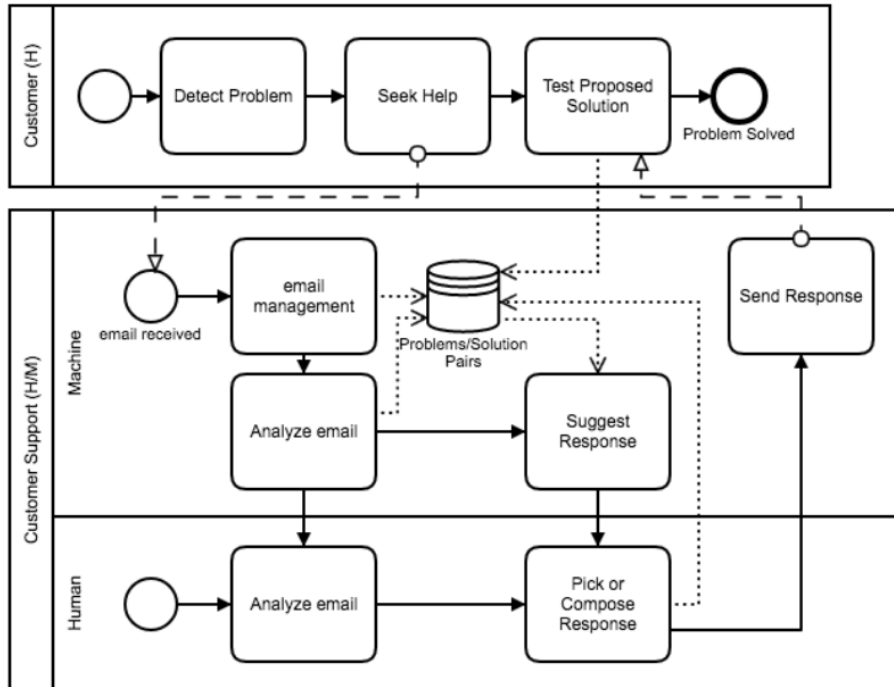 Customer (H)
Detect Problem
Seek Help
Test Proposed
Solution
Problem Solved
Customer Support (H/M)
Machine
email received
email
management
Problems/Solution
Pairs
Send Response
Analyze email
Suggest
Response
Human
Analyze email
Pick or
Compose
Response